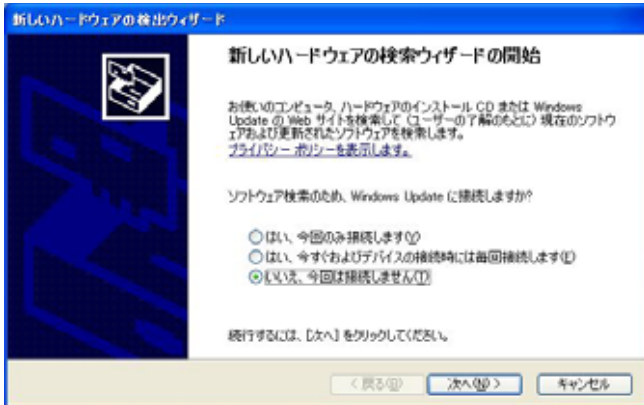 新しいハードウェアの検出ウィザード
新しいハードウェアの検索ウィザードの開始
お使いのコンピュータ、ハードウェアのインストール CD または Windows
Update の Web サイトを検索して (ユーザーの了解のもとに) 現在のソフトウ
ェアおよび更新されたソフトウェアを検索します。
プライバシー ポリシーを表示します。
ソフトウェア検索のため、Windows Update に接続しますか?
はい、今回のみ接続します(Y)
はい、今すぐおよびデバイスの接続時には毎回接続します(E)
いいえ、今回は接続しません(T)
続行するには、[次へ] をクリックしてください。
< 戻る(B)
次へ(N) >
キャンセル